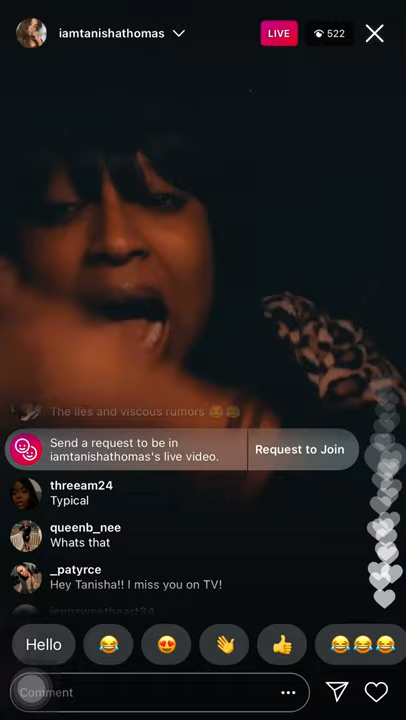 iamtanishathomas
LIVE
522
The lies and viscous rumors 😂😂
Send a request to be in
iamtanishathomas's live video.
Request to Join
threeam24
Typical
queenb_nee
Whats that
_patyrce
Hey Tanisha!! I miss you on TV!
jennsweetheart34
Hello
😂
😍
👋
👍
😂😂😂
Comment